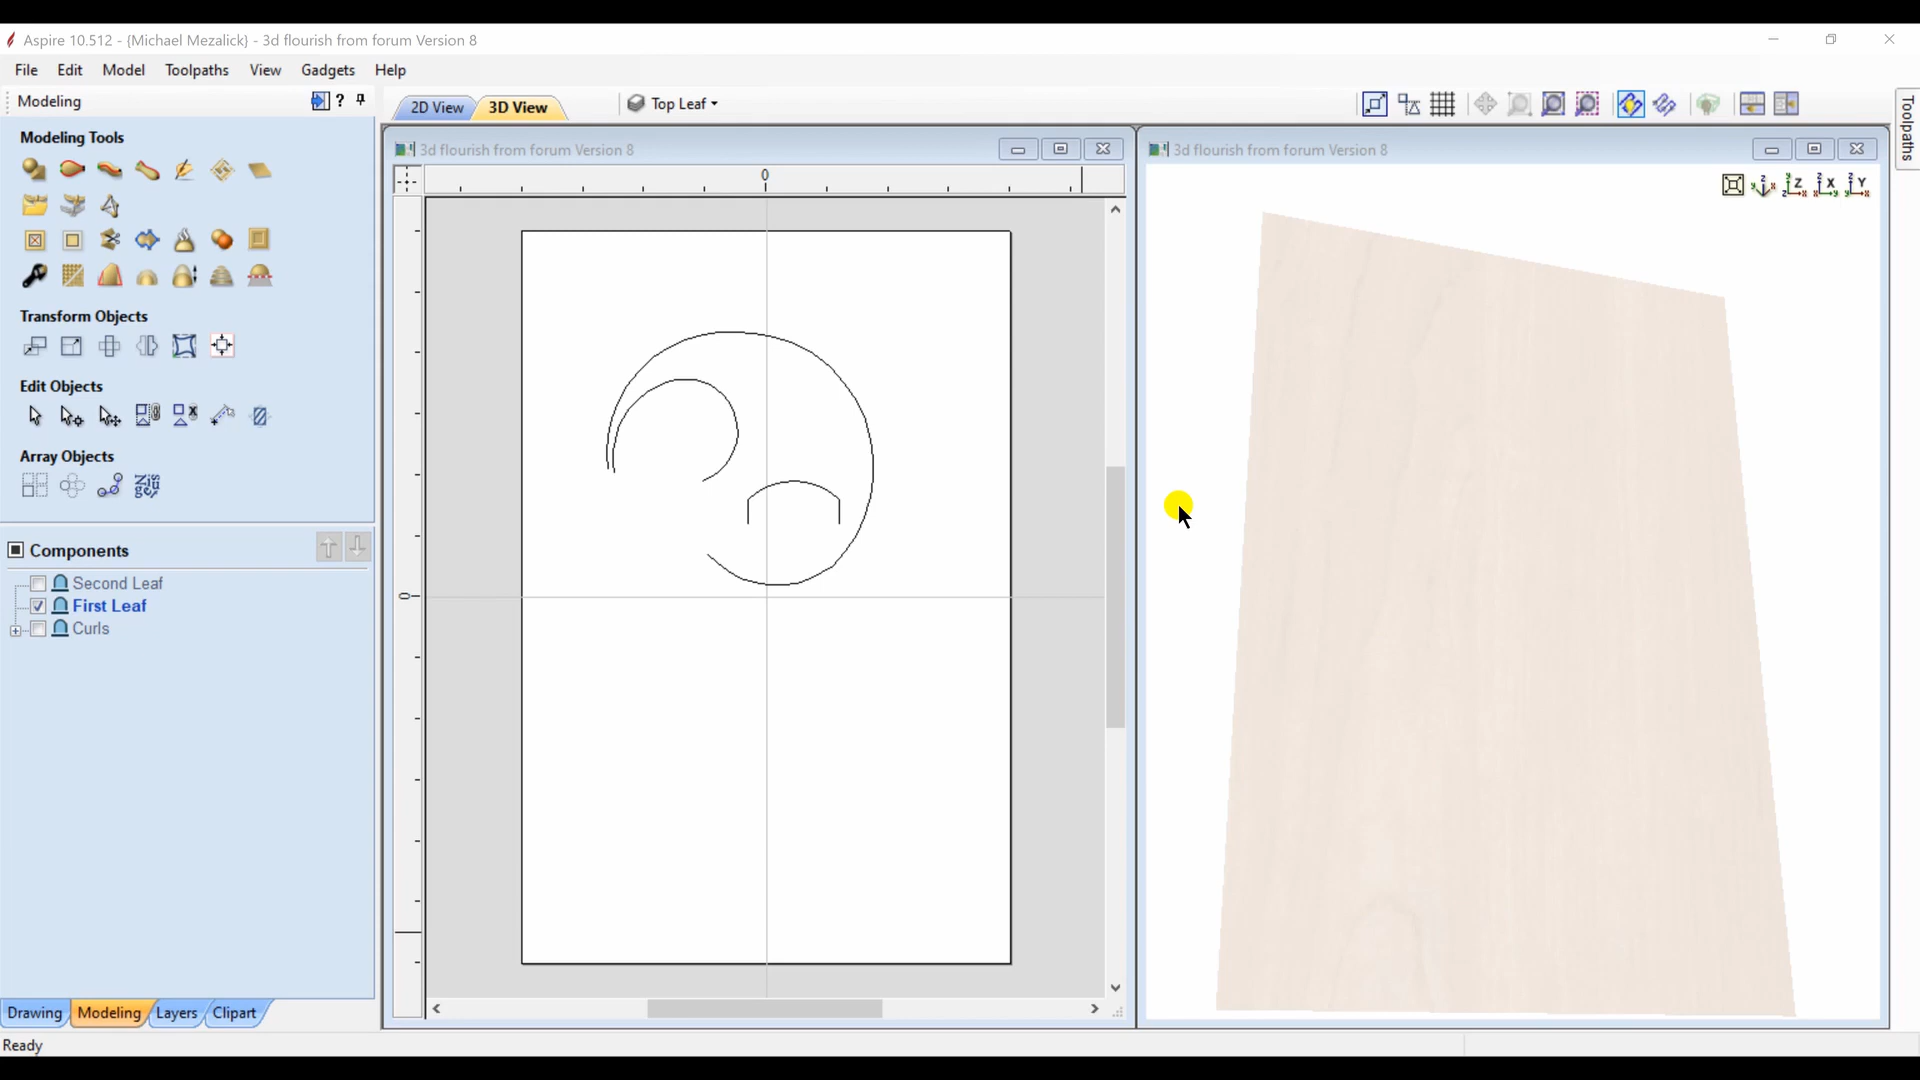 Aspire 10.512 - {Michael Mezalick} - 3d flourish from forum Version 8
File Edit Model Toolpaths View Gadgets Help
Modeling
?
2D View
3D View
Top Leaf
Toolpaths
Modeling Tools
3d flourish from forum Version 8
3d flourish from forum Version 8
0
0
Transform Objects
Edit Objects
Array Objects
Components
Second Leaf
First Leaf
Curls
Drawing Modeling Layers Clipart
Ready